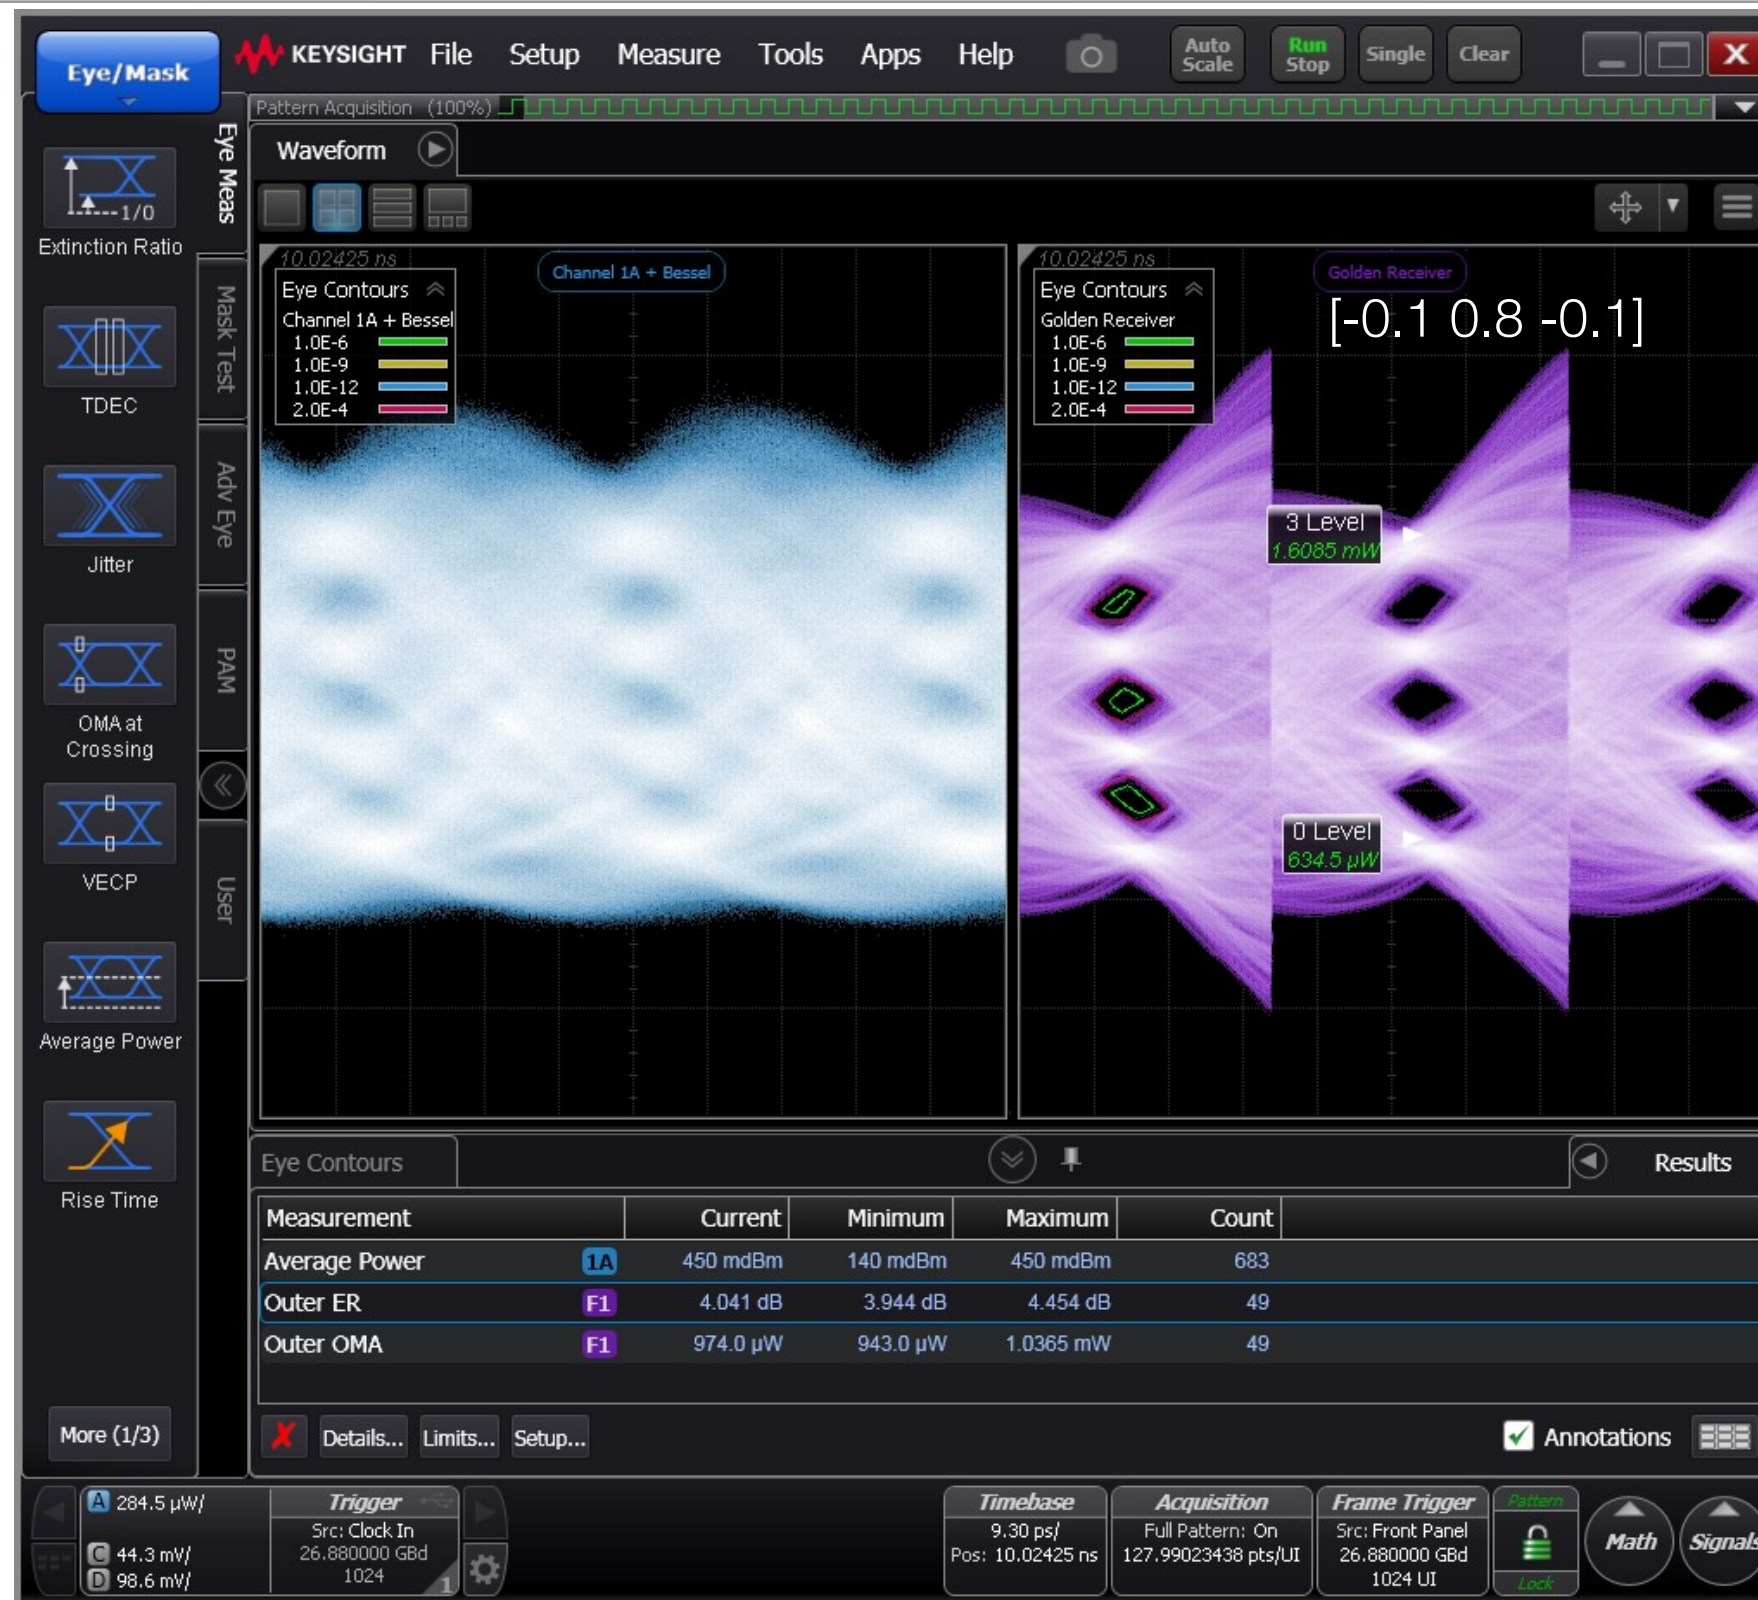 Eye/Mask
KEYSIGHT File Setup Measure Tools Apps Help
Auto Scale
Run Stop
Single
Clear
X
Pattern Acquisition (100%)
Eye Meas
Mask Test
Adv Eye
PAM
User
1/0
Extinction Ratio
TDEC
Jitter
OMA at
Crossing
VECP
Average Power
Rise Time
More (1/3)
Waveform
10.02425 ns
Channel 1A + Bessel
Eye Contours
Channel 1A + Bessel
1.0E-6
1.0E-9
1.0E-12
2.0E-4
10.02425 ns
Golden Receiver
[-0.1 0.8 -0.1]
Eye Contours
Golden Receiver
1.0E-6
1.0E-9
1.0E-12
2.0E-4
3 Level
1.6085 mW
0 Level
634.5 µW
Eye Contours
Results
Measurement Current Minimum Maximum Count
Average Power 1A 450 mdBm 140 mdBm 450 mdBm 683
Outer ER F1 4.041 dB 3.944 dB 4.454 dB 49
Outer OMA F1 974.0 µW 943.0 µW 1.0365 mW 49
Details... Limits... Setup...
Annotations
A 284.5 µW/
C 44.3 mV/
D 98.6 mV/
Trigger
Src: Clock In
26.880000 GBd
1024
1
Timebase
9.30 ps/
Pos: 10.02425 ns
Acquisition
Full Pattern: On
127.99023438 pts/UI
Frame Trigger
Src: Front Panel
26.880000 GBd
1024 UI
Pattern
Lock
Math
Signals